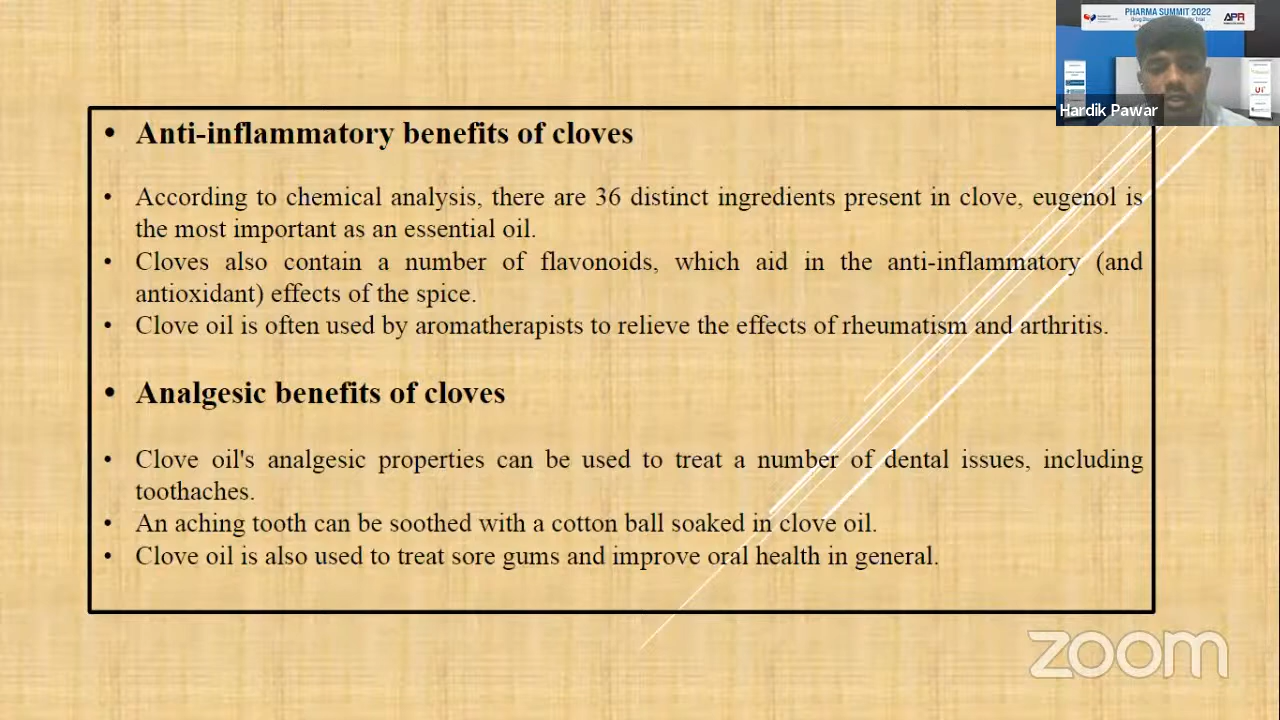 PHARMA SUMMIT 2022
APR
Hardik Pawar
• Anti-inflammatory benefits of cloves
• According to chemical analysis, there are 36 distinct ingredients present in clove, eugenol is
the most important as an essential oil.
• Cloves also contain a number of flavonoids, which aid in the anti-inflammatory (and
antioxidant) effects of the spice.
• Clove oil is often used by aromatherapists to relieve the effects of rheumatism and arthritis.
• Analgesic benefits of cloves
• Clove oil's analgesic properties can be used to treat a number of dental issues, including
toothaches.
• An aching tooth can be soothed with a cotton ball soaked in clove oil.
• Clove oil is also used to treat sore gums and improve oral health in general.
zoom